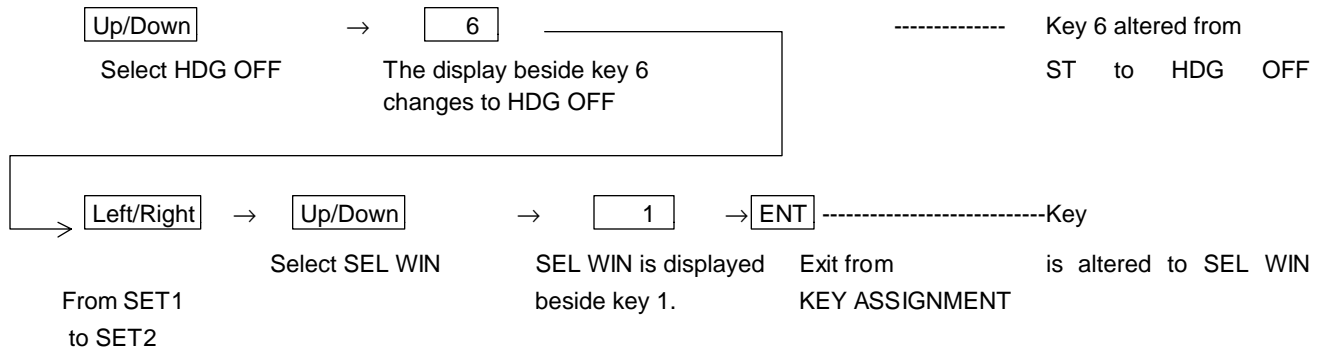 Up/Down → 6 -------------- Key 6 altered from
Select HDG OFF The display beside key 6 ST to HDG OFF
changes to HDG OFF
Left/Right → Up/Down → 1 → ENT ----------------------------Key
Select SEL WIN SEL WIN is displayed Exit from is altered to SEL WIN
From SET1 beside key 1. KEY ASSIGNMENT
to SET2